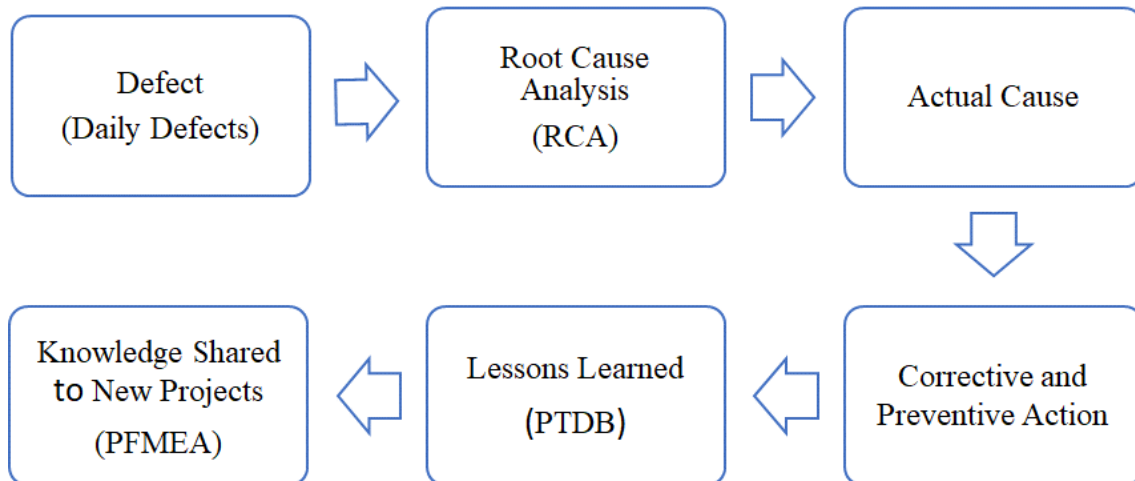 Defect
(Daily Defects)
Root Cause
Analysis
(RCA)
Actual Cause
Corrective and
Preventive Action
Lessons Learned
(PTDB)
Knowledge Shared
to New Projects
(PFMEA)